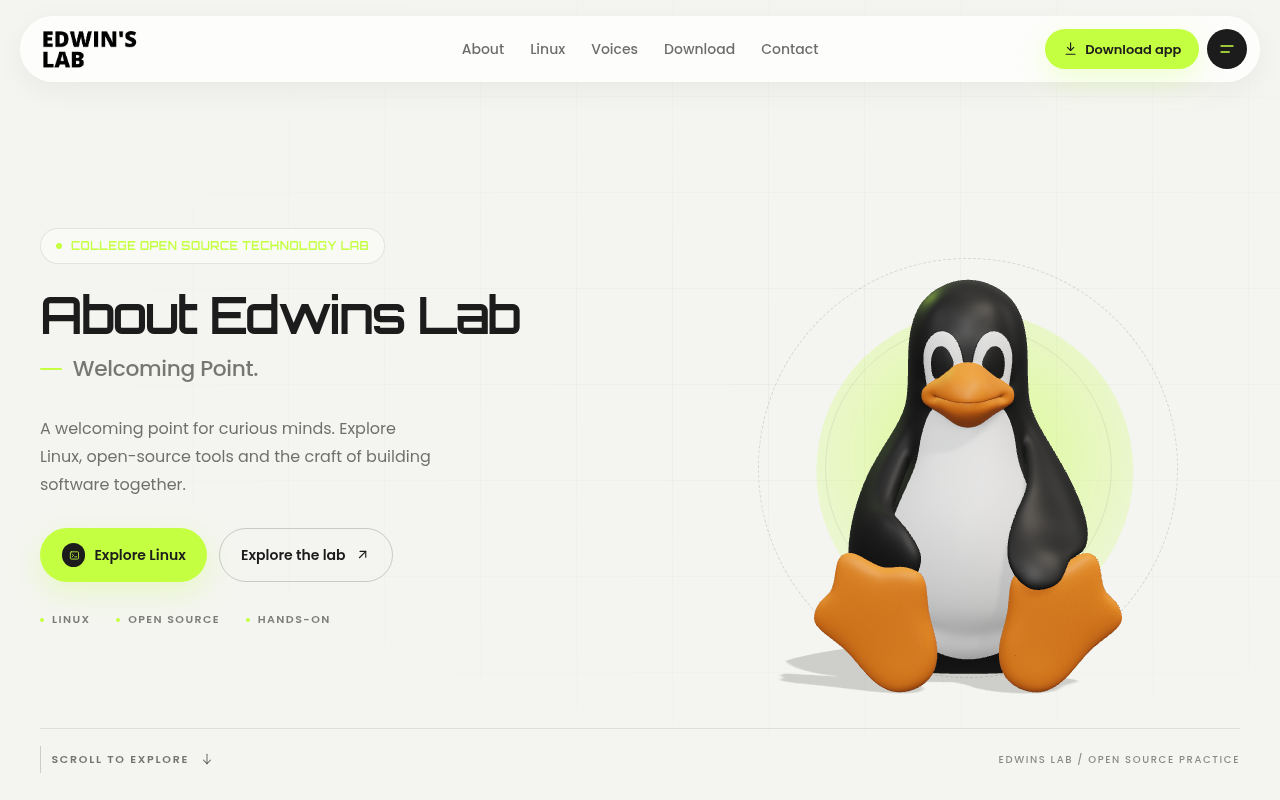 EDWIN'S
LAB
About
Linux
Voices
Download
Contact
Download app
COLLEGE OPEN SOURCE TECHNOLOGY LAB
About Edwins Lab
Welcoming Point.
A welcoming point for curious minds. Explore
Linux, open-source tools and the craft of building
software together.
Explore Linux
Explore the lab
LINUX
OPEN SOURCE
HANDS-ON
SCROLL TO EXPLORE
EDWINS LAB / OPEN SOURCE PRACTICE